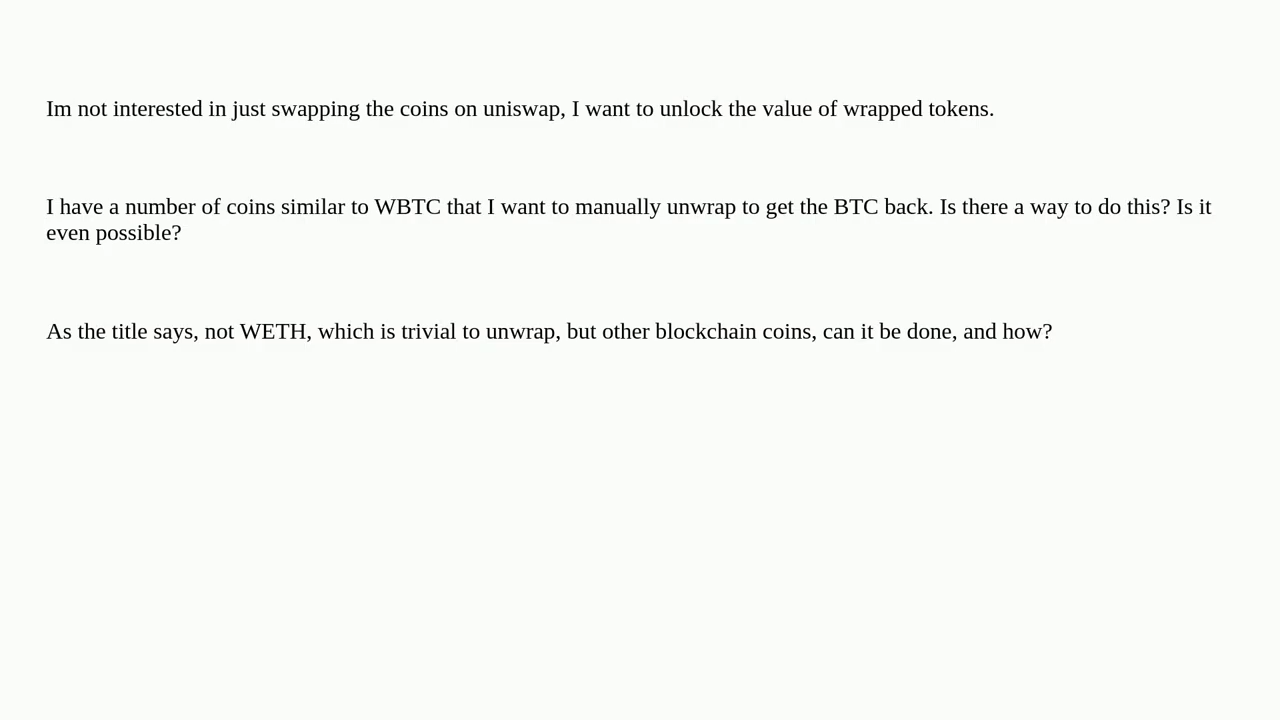 Im not interested in just swapping the coins on uniswap, I want to unlock the value of wrapped tokens.
I have a number of coins similar to WBTC that I want to manually unwrap to get the BTC back. Is there a way to do this? Is it
even possible?
As the title says, not WETH, which is trivial to unwrap, but other blockchain coins, can it be done, and how?